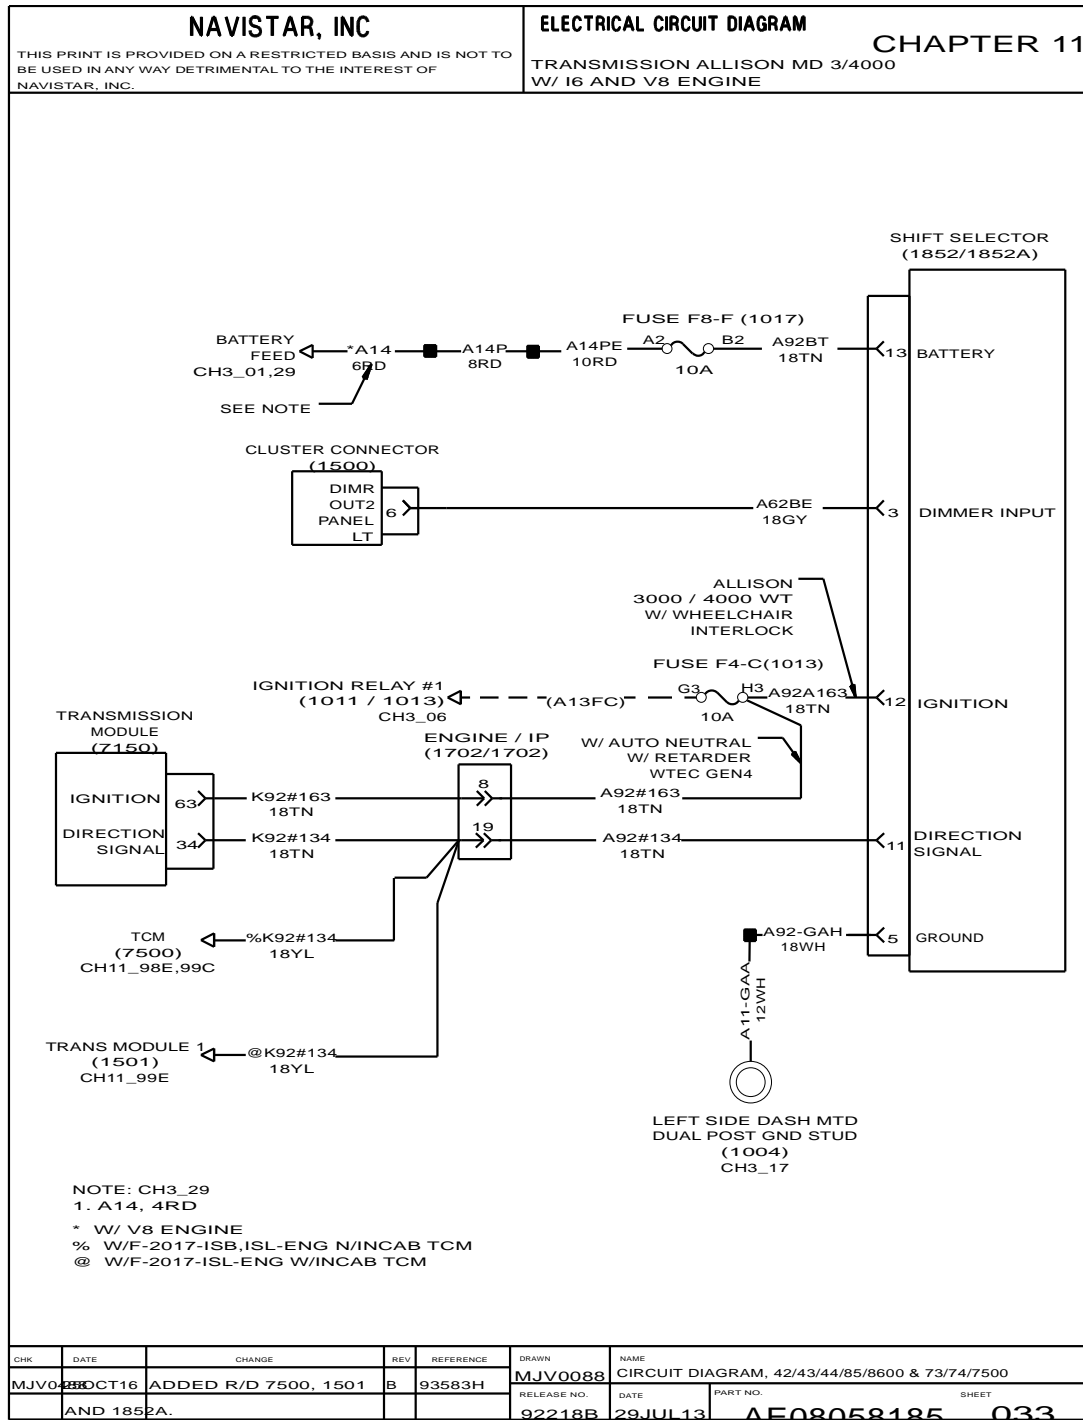 NAVISTAR, INC
THIS PRINT IS PROVIDED ON A RESTRICTED BASIS AND IS NOT TO
BE USED IN ANY WAY DETRIMENTAL TO THE INTEREST OF
NAVISTAR, INC.
ELECTRICAL CIRCUIT DIAGRAM
CHAPTER 11
TRANSMISSION ALLISON MD 3/4000
W/ I6 AND V8 ENGINE
SHIFT SELECTOR
(1852/1852A)
FUSE F8-F (1017)
BATTERY
FEED
CH3_01,29
*A14
6RD
A14P
8RD
A14PE
10RD
A2
B2
10A
A92BT
18TN
13
BATTERY
SEE NOTE
CLUSTER CONNECTOR
(1500)
DIMR
OUT2
PANEL
LT
6
A62BE
18GY
3
DIMMER INPUT
ALLISON
3000 / 4000 WT
W/ WHEELCHAIR
INTERLOCK
FUSE F4-C(1013)
IGNITION RELAY #1
(1011 / 1013)
CH3_06
(A13FC)
G3
H3
10A
A92A163
18TN
12
IGNITION
TRANSMISSION
MODULE
(7150)
ENGINE / IP
(1702/1702)
W/ AUTO NEUTRAL
W/ RETARDER
WTEC GEN4
IGNITION
63
K92#163
18TN
8
A92#163
18TN
DIRECTION
SIGNAL
34
K92#134
18TN
19
A92#134
18TN
11
DIRECTION
SIGNAL
TCM
(7500)
CH11_98E,99C
%K92#134
18YL
A92-GAH
18WH
5
GROUND
A11-GAA
12WH
TRANS MODULE 1
(1501)
CH11_99E
@K92#134
18YL
LEFT SIDE DASH MTD
DUAL POST GND STUD
(1004)
CH3_17
NOTE: CH3_29
1. A14, 4RD
* W/ V8 ENGINE
% W/F-2017-ISB,ISL-ENG N/INCAB TCM
@ W/F-2017-ISL-ENG W/INCAB TCM
CHK DATE CHANGE REV REFERENCE
ADDED R/D 7500, 1501 B 93583H
AND 1852A.
DRAWN
MJV0088
NAME
CIRCUIT DIAGRAM, 42/43/44/85/8600 & 73/74/7500
RELEASE NO.
92218B
DATE
29JUL13
PART NO.
AE08058185
SHEET
033